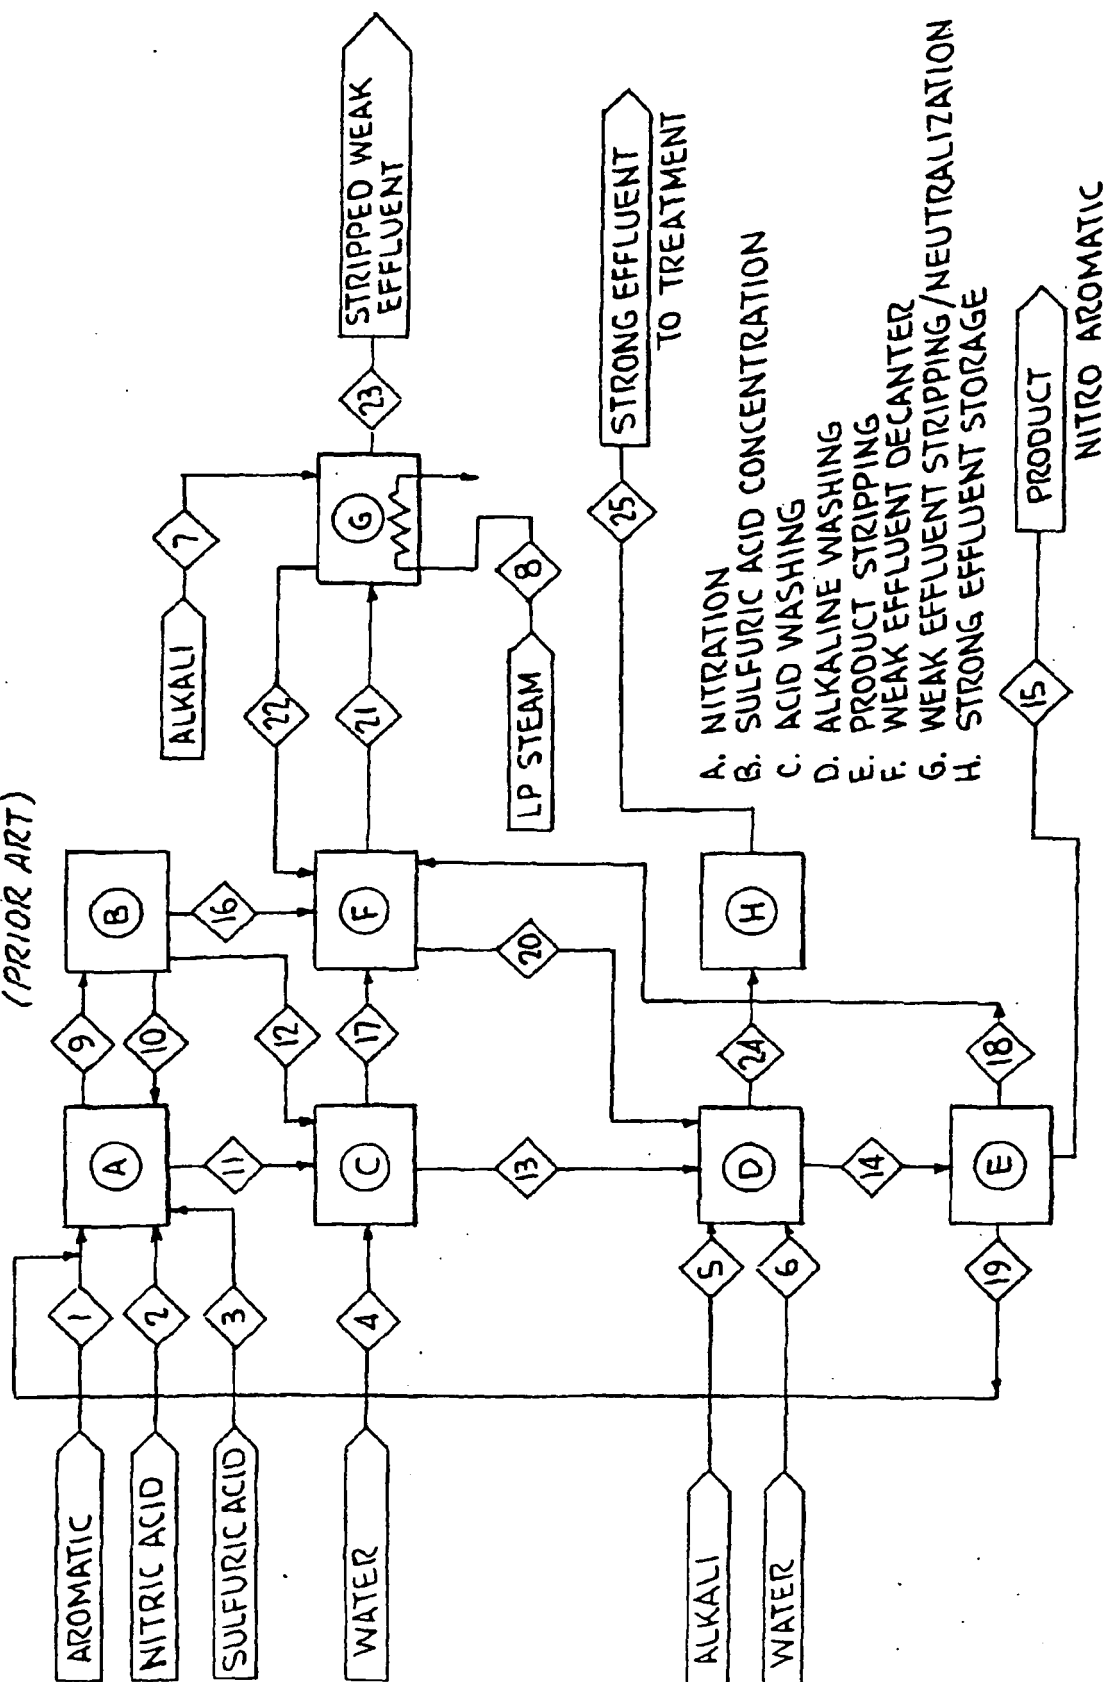 (PRIOR ART)
AROMATIC
1
NITRIC ACID
2
SULFURIC ACID
3
WATER
4
ALKALI
5
WATER
6
A
9
10
B
11
12
16
C
17
F
13
20
D
24
H
14
E
18
19
22
21
ALKALI
7
LP STEAM
8
G
23
STRIPPED WEAK
EFFLUENT
25
STRONG EFFLUENT
TO TREATMENT
15
PRODUCT
NITRO AROMATIC
A. NITRATION
B. SULFURIC ACID CONCENTRATION
C. ACID WASHING
D. ALKALINE WASHING
E. PRODUCT STRIPPING
F. WEAK EFFLUENT DECANTER
G. WEAK EFFLUENT STRIPPING/NEUTRALIZATION
H. STRONG EFFLUENT STORAGE